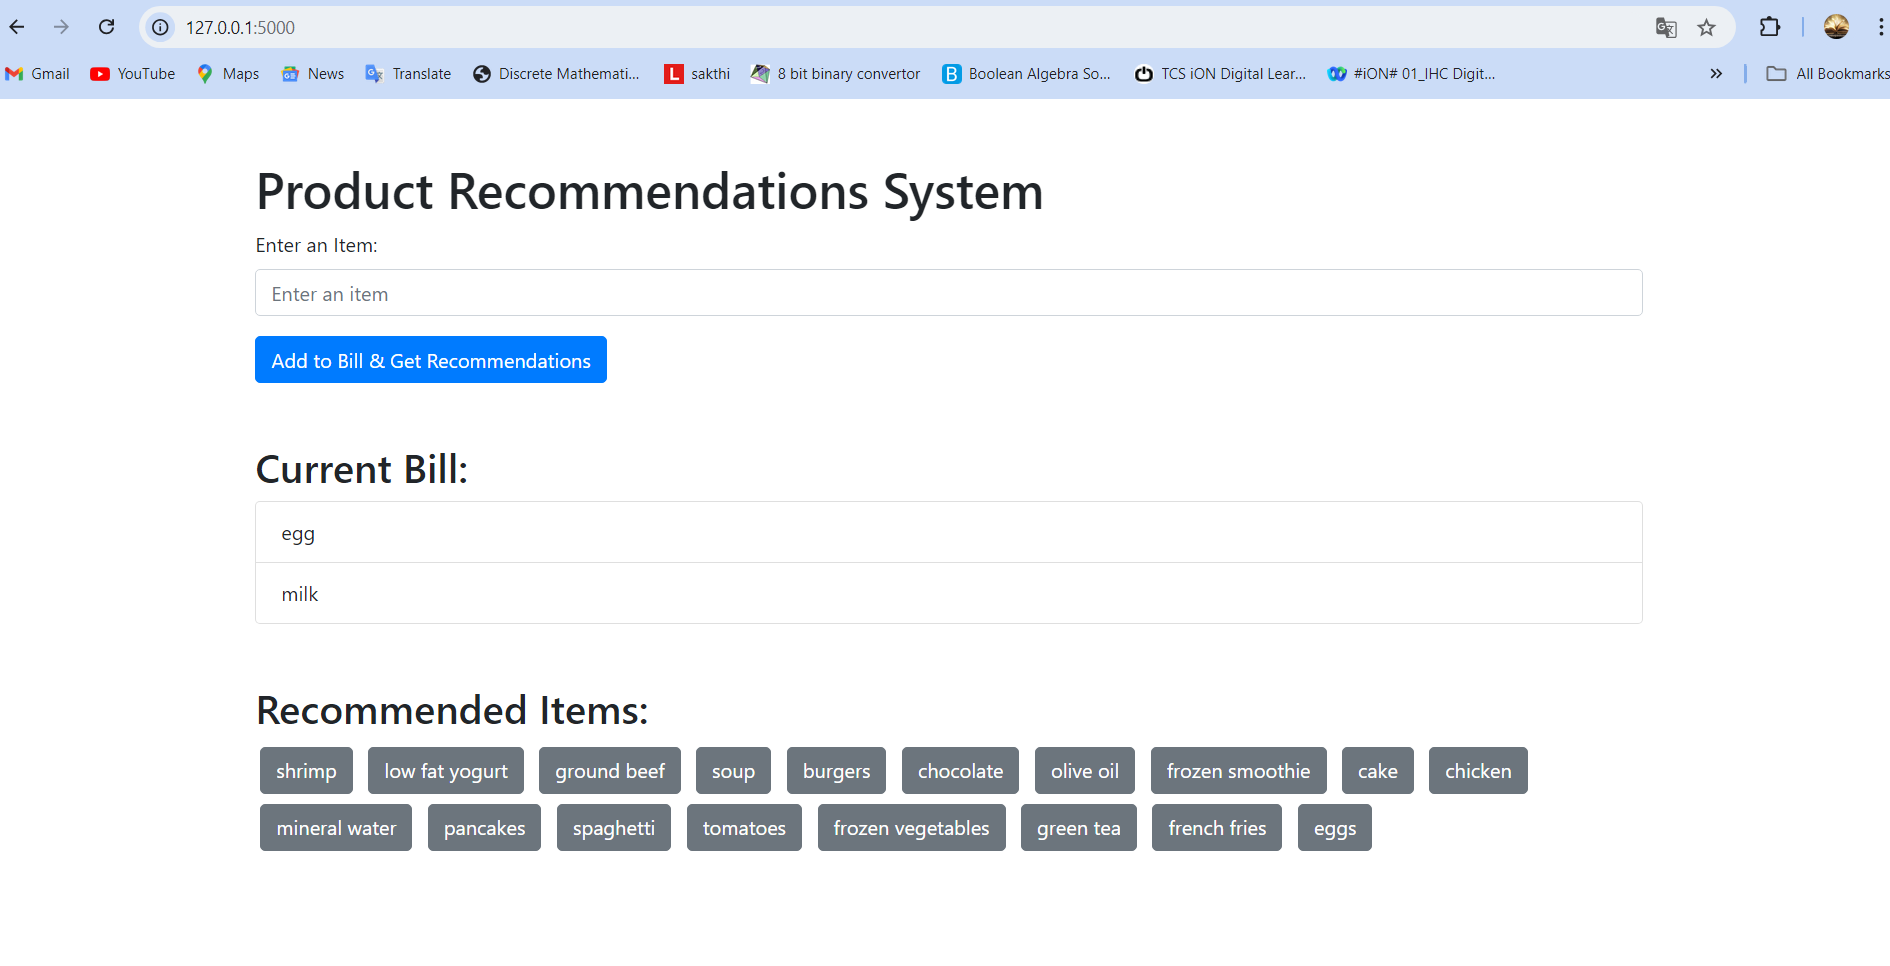 127.0.0.1:5000
Gmail YouTube Maps News Translate Discrete Mathemati... L sakthi 8 bit binary convertor B Boolean Algebra So... TCS iON Digital Lear... #iON# 01_IHC Digit... » All Bookmarks
Product Recommendations System
Enter an Item:
Enter an item
Add to Bill & Get Recommendations
Current Bill:
egg
milk
Recommended Items:
shrimp low fat yogurt ground beef soup burgers chocolate olive oil frozen smoothie cake chicken
mineral water pancakes spaghetti tomatoes frozen vegetables green tea french fries eggs